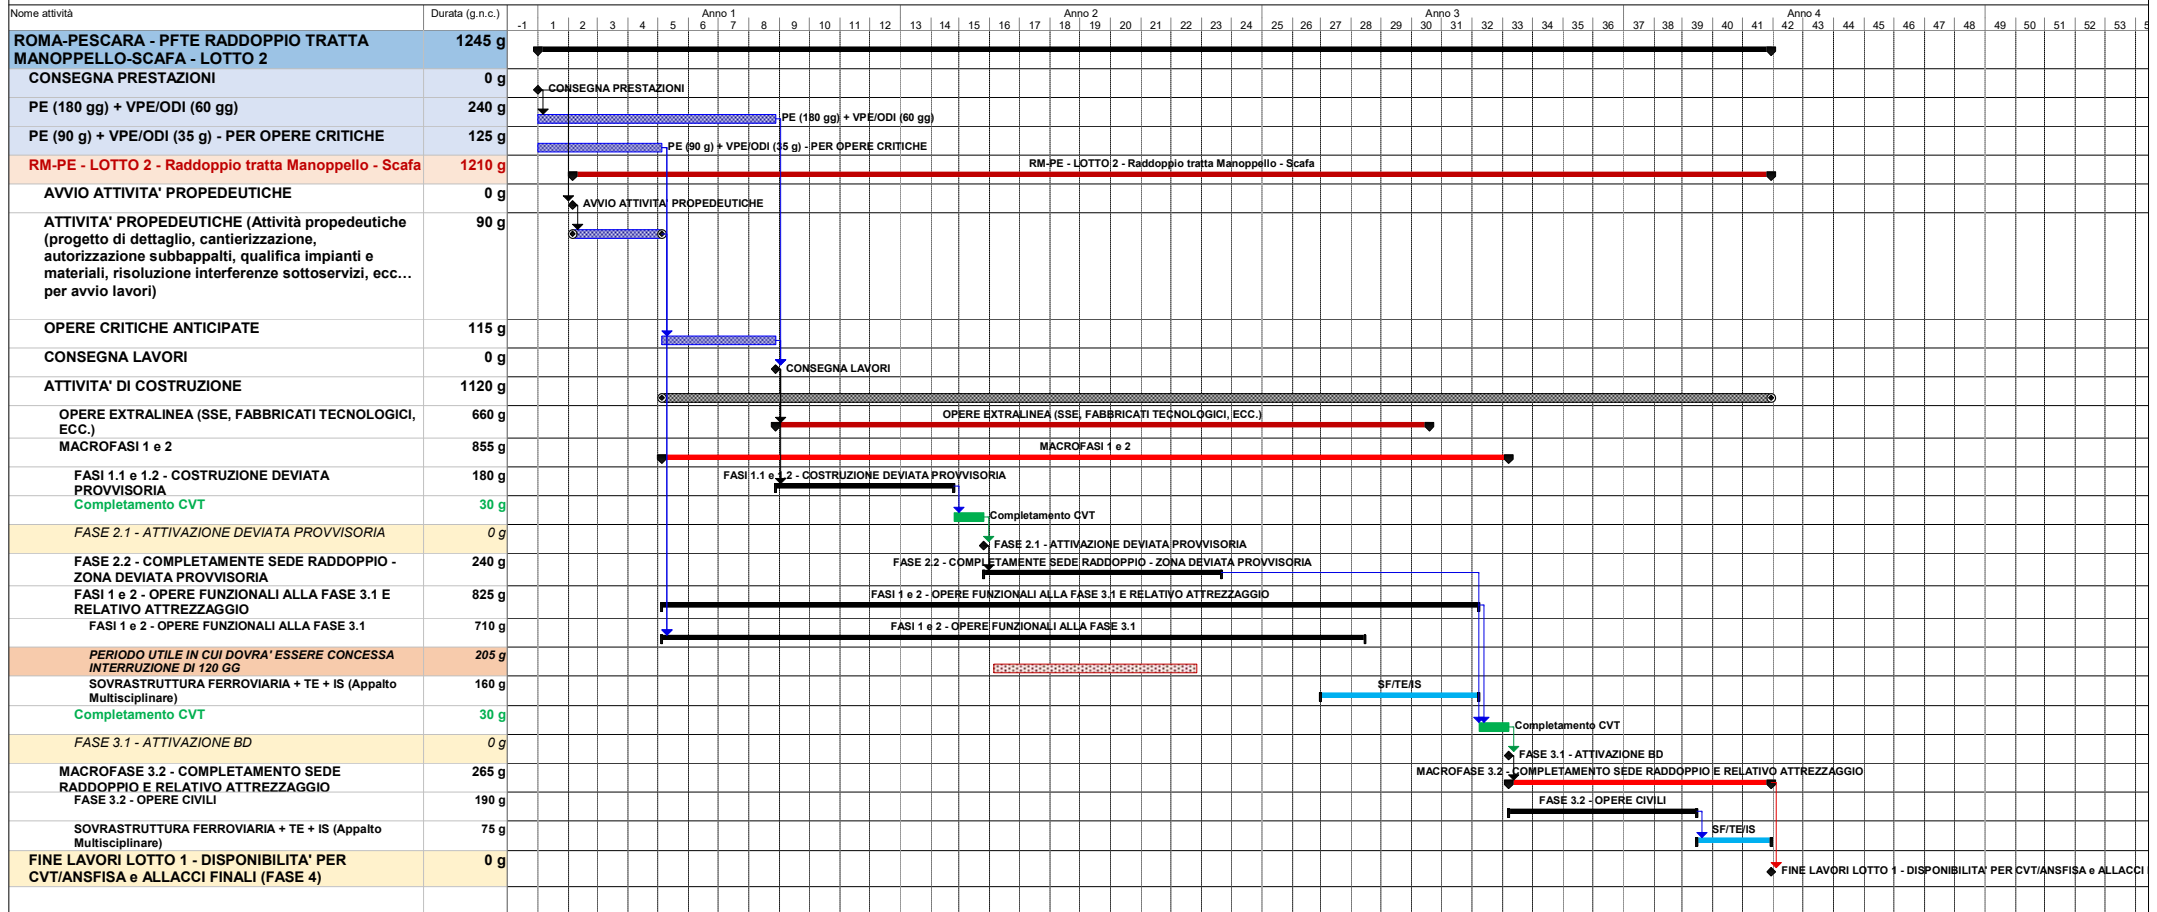 Nome attività Durata (g.n.c.) Anno 1 Anno 2 Anno 3 Anno 4
-1 1 2 3 4 5 6 7 8 9 10 11 12 13 14 15 16 17 18 19 20 21 22 23 24 25 26 27 28 29 30 31 32 33 34 35 36 37 38 39 40 41 42 43 44 45 46 47 48 49 50 51 52 53
ROMA-PESCARA - PFTE RADDOPPIO TRATTA 1245 g
MANOPPELLO-SCAFA - LOTTO 2
CONSEGNA PRESTAZIONI 0 g
CONSEGNA PRESTAZIONI
PE (180 gg) + VPE/ODI (60 gg) 240 g
PE (180 gg) + VPE/ODI (60 gg)
PE (90 g) + VPE/ODI (35 g) - PER OPERE CRITICHE 125 g
PE (90 g) + VPE/ODI (35 g) - PER OPERE CRITICHE
RM-PE - LOTTO 2 - Raddoppio tratta Manoppello - Scafa 1210 g
RM-PE - LOTTO 2 - Raddoppio tratta Manoppello - Scafa
AVVIO ATTIVITA' PROPEDEUTICHE 0 g
AVVIO ATTIVITA' PROPEDEUTICHE
ATTIVITA' PROPEDEUTICHE (Attività propedeutiche 90 g
(progetto di dettaglio, cantierizzazione,
autorizzazione subbappalti, qualifica impianti e
materiali, risoluzione interferenze sottoservizi, ecc...
per avvio lavori)
OPERE CRITICHE ANTICIPATE 115 g
CONSEGNA LAVORI 0 g
CONSEGNA LAVORI
ATTIVITA' DI COSTRUZIONE 1120 g
OPERE EXTRALINEA (SSE, FABBRICATI TECNOLOGICI, 660 g
ECC.)
OPERE EXTRALINEA (SSE, FABBRICATI TECNOLOGICI, ECC.)
MACROFASI 1 e 2 855 g
MACROFASI 1 e 2
FASI 1.1 e 1.2 - COSTRUZIONE DEVIATA 180 g
PROVVISORIA
FASI 1.1 e 1.2 - COSTRUZIONE DEVIATA PROVVISORIA
Completamento CVT 30 g
Completamento CVT
FASE 2.1 - ATTIVAZIONE DEVIATA PROVVISORIA 0 g
FASE 2.1 - ATTIVAZIONE DEVIATA PROVVISORIA
FASE 2.2 - COMPLETAMENTE SEDE RADDOPPIO - 240 g
ZONA DEVIATA PROVVISORIA
FASE 2.2 - COMPLETAMENTE SEDE RADDOPPIO - ZONA DEVIATA PROVVISORIA
FASI 1 e 2 - OPERE FUNZIONALI ALLA FASE 3.1 E 825 g
RELATIVO ATTREZZAGGIO
FASI 1 e 2 - OPERE FUNZIONALI ALLA FASE 3.1 E RELATIVO ATTREZZAGGIO
FASI 1 e 2 - OPERE FUNZIONALI ALLA FASE 3.1 710 g
FASI 1 e 2 - OPERE FUNZIONALI ALLA FASE 3.1
PERIODO UTILE IN CUI DOVRA' ESSERE CONCESSA 205 g
INTERRUZIONE DI 120 GG
SOVRASTRUTTURA FERROVIARIA + TE + IS (Appalto 160 g
Multisciplinare)
SF/TE/IS
Completamento CVT 30 g
Completamento CVT
FASE 3.1 - ATTIVAZIONE BD 0 g
FASE 3.1 - ATTIVAZIONE BD
MACROFASE 3.2 - COMPLETAMENTO SEDE 265 g
RADDOPPIO E RELATIVO ATTREZZAGGIO
MACROFASE 3.2 - COMPLETAMENTO SEDE RADDOPPIO E RELATIVO ATTREZZAGGIO
FASE 3.2 - OPERE CIVILI 190 g
FASE 3.2 - OPERE CIVILI
SOVRASTRUTTURA FERROVIARIA + TE + IS (Appalto 75 g
Multisciplinare)
SF/TE/IS
FINE LAVORI LOTTO 1 - DISPONIBILITA' PER 0 g
CVT/ANSFISA e ALLACCI FINALI (FASE 4)
FINE LAVORI LOTTO 1 - DISPONIBILITA' PER CVT/ANSFISA e ALLACCI